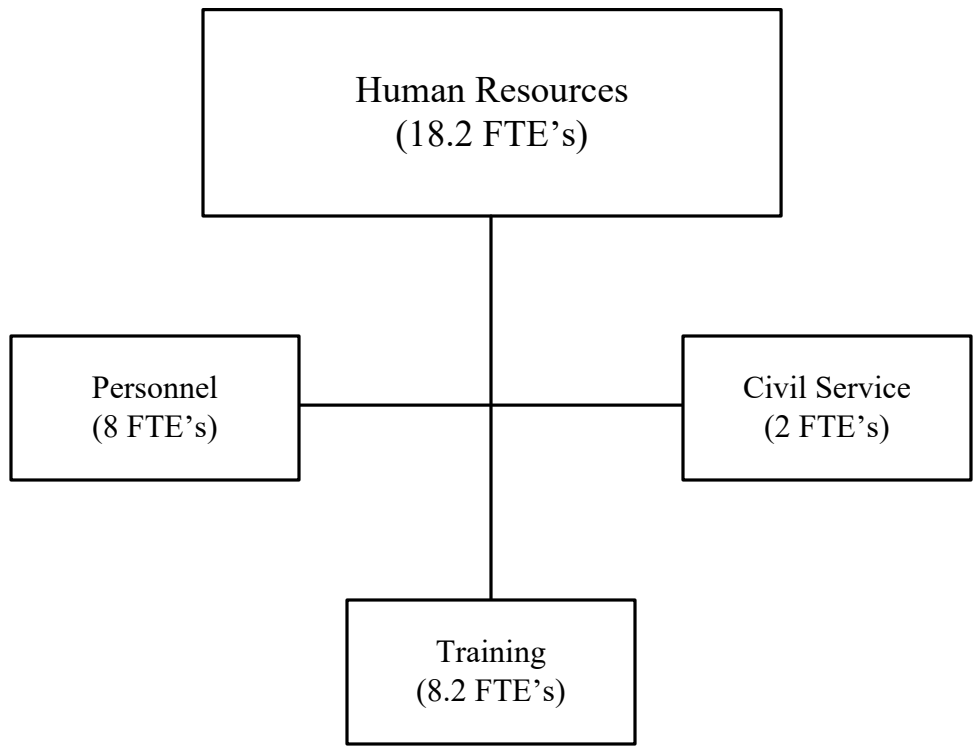 Human Resources
(18.2 FTE’s)
Personnel
(8 FTE’s)
Civil Service
(2 FTE’s)
Training
(8.2 FTE’s)